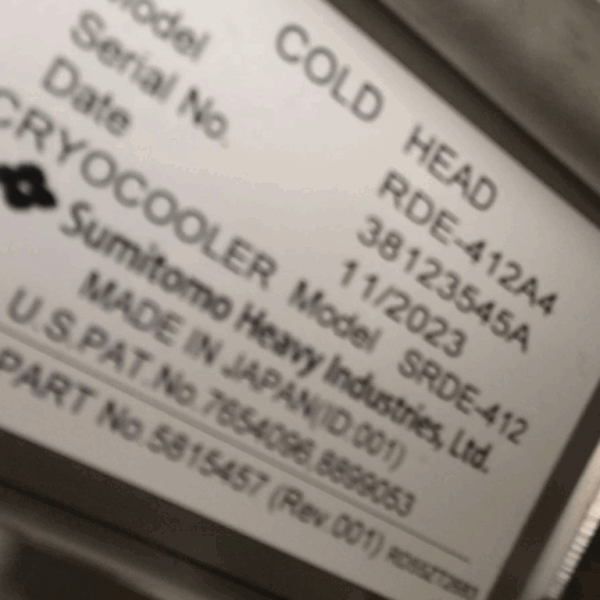 COLD HEAD
Model RDE-412A4
Serial No. 38123545A
Date 11/2023
CRYOCOOLER Model SRDE-412
Sumitomo Heavy Industries, Ltd.
MADE IN JAPAN(ID:001)
U.S.PAT.No.7654096,8899053
PART No.5815457 (Rev.001)